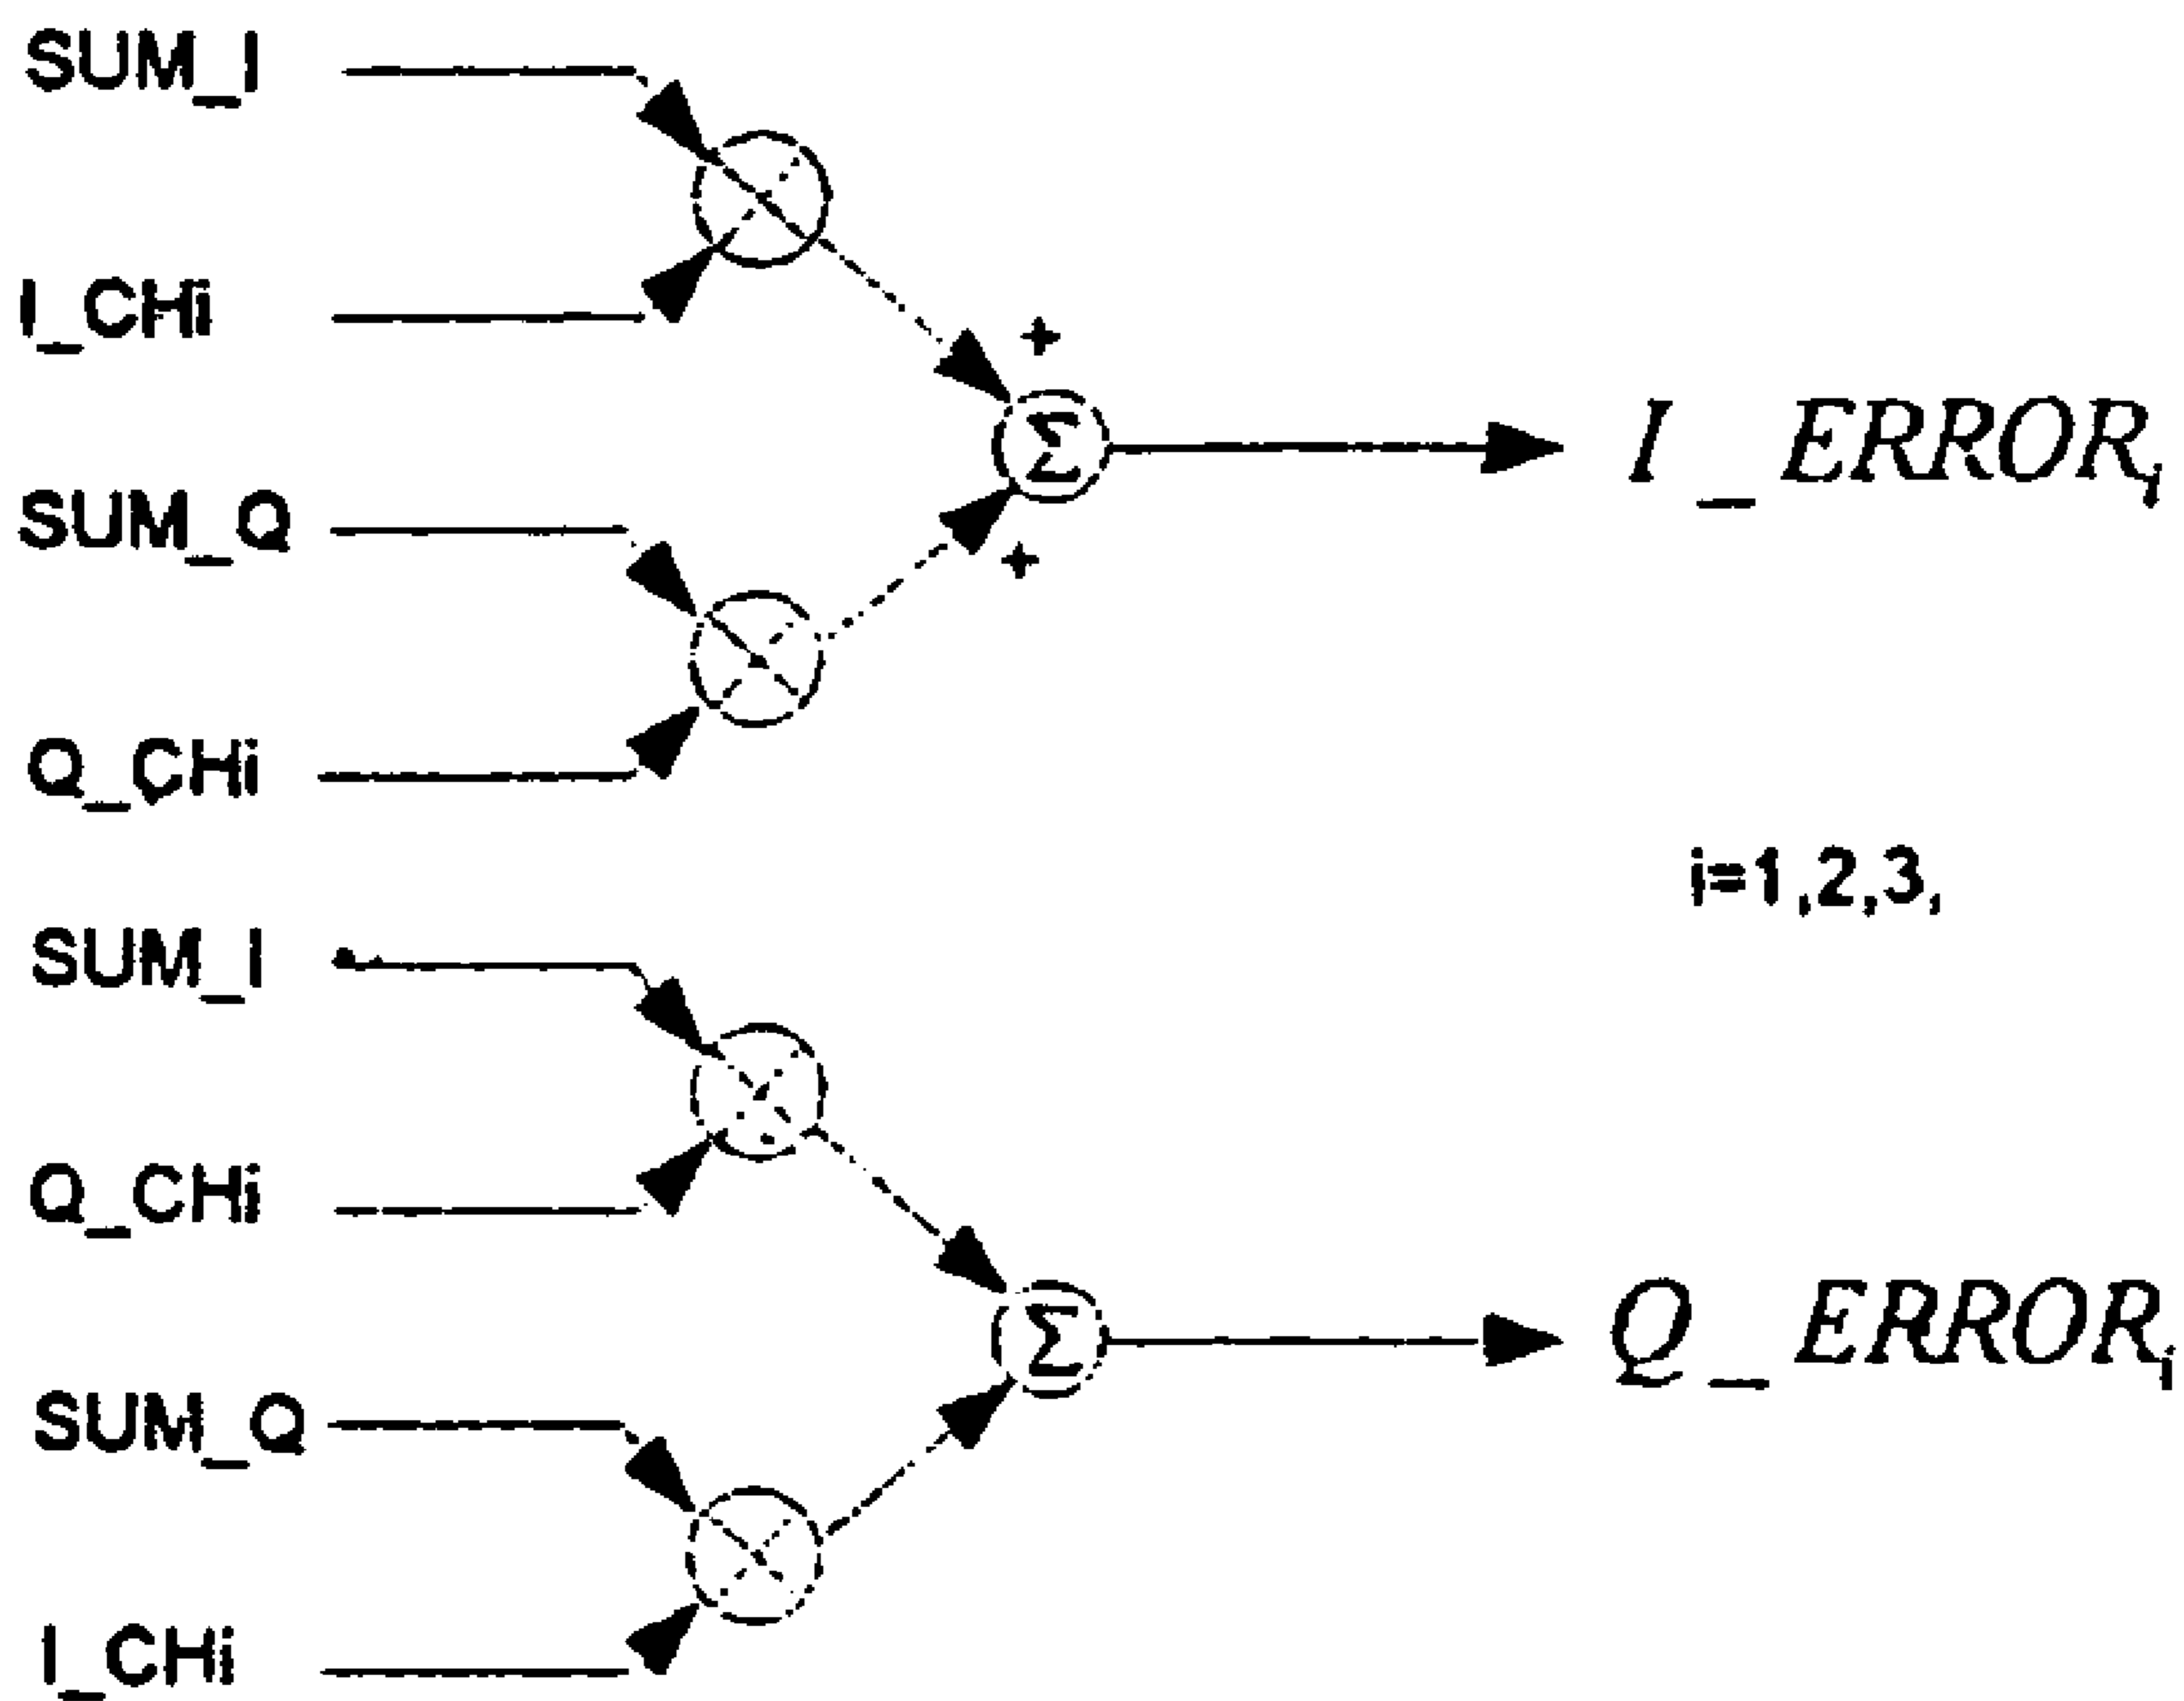 SUM_I
I_CHi
+
Σ
I_ERRORi
SUM_Q
+
Q_CHi
i=1,2,3,
SUM_I
Q_CHi
Σ
Q_ERRORi
SUM_Q
I_CHi